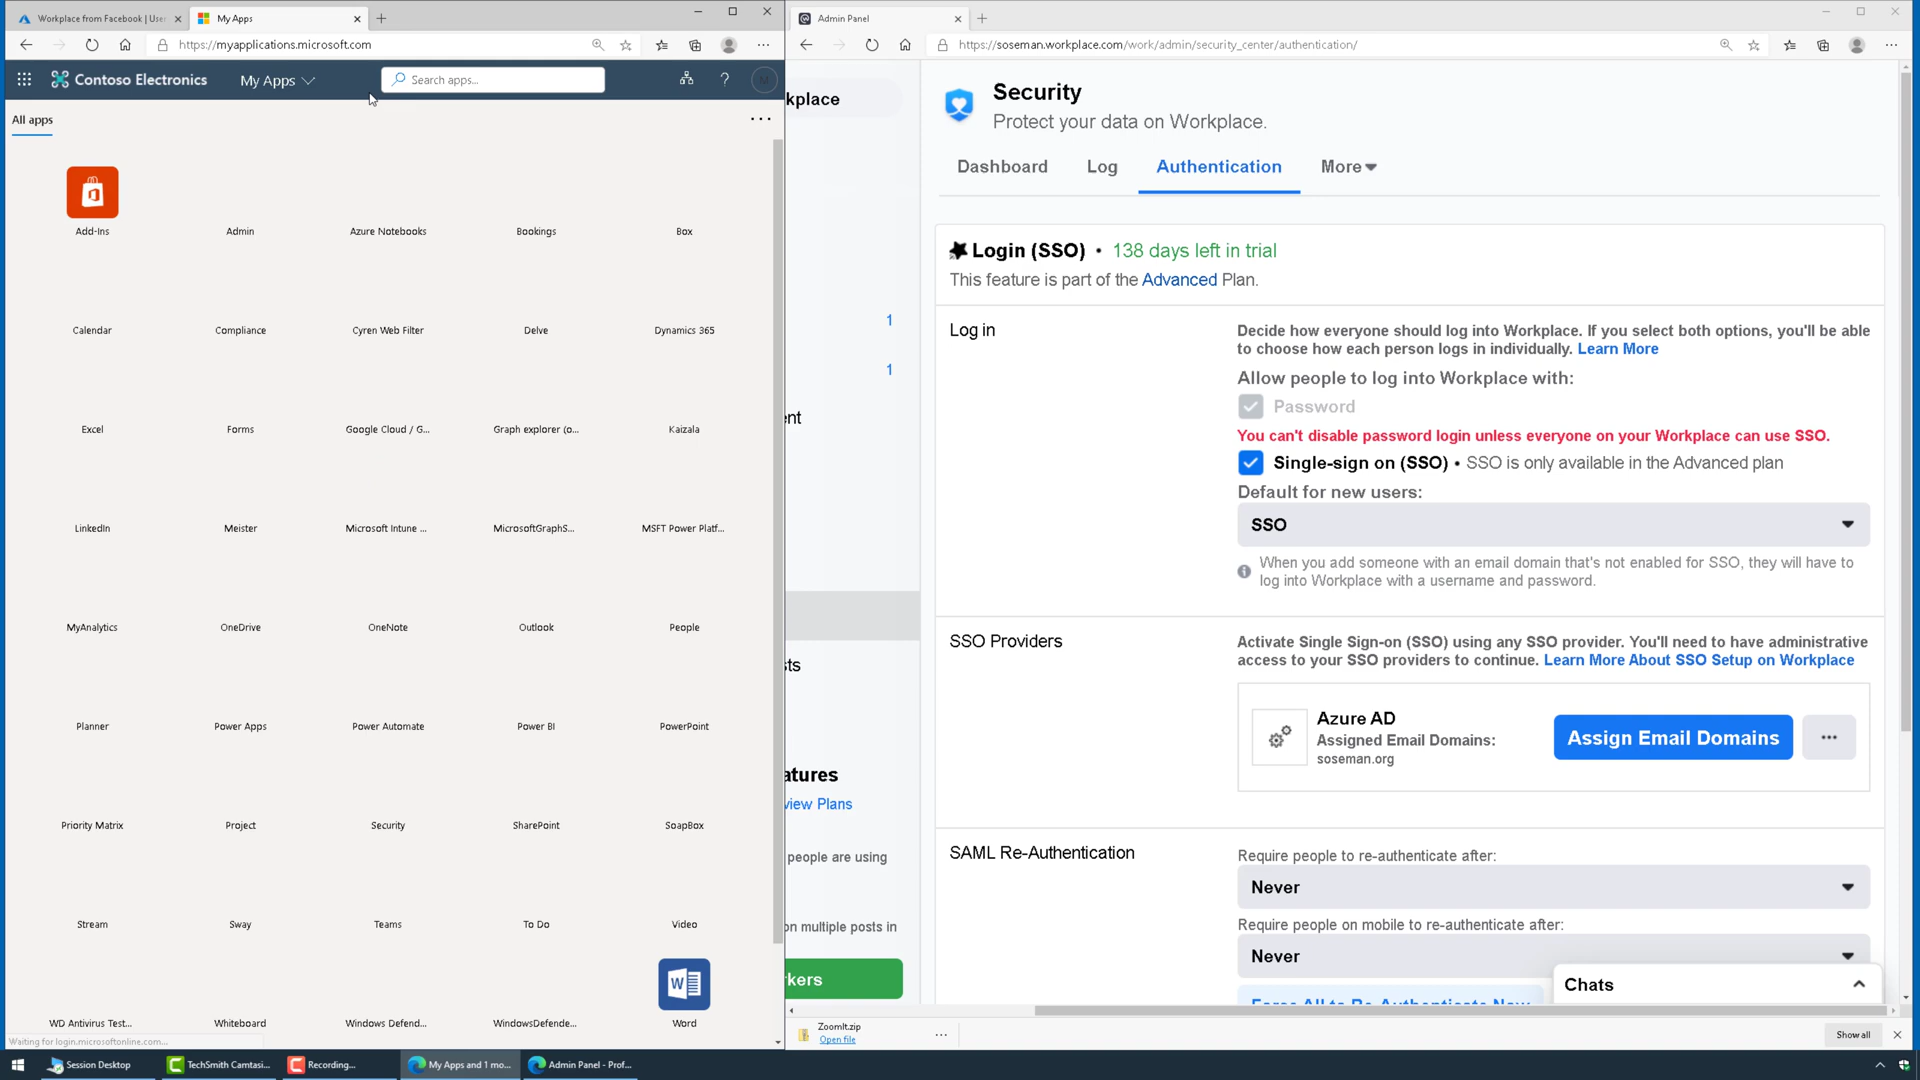 Workplace from Facebook | User
My Apps
https://myapplications.microsoft.com
Contoso Electronics
My Apps
Search apps...
All apps
Add-Ins
Admin
Azure Notebooks
Bookings
Box
Calendar
Compliance
Cyren Web Filter
Delve
Dynamics 365
Excel
Forms
Google Cloud / G...
Graph explorer (o...
Kaizala
LinkedIn
Meister
Microsoft Intune ...
MicrosoftGraphS...
MSFT Power Platf...
MyAnalytics
OneDrive
OneNote
Outlook
People
Planner
Power Apps
Power Automate
Power BI
PowerPoint
Priority Matrix
Project
Security
SharePoint
SoapBox
Stream
Sway
Teams
To Do
Video
WD Antivirus Test...
Whiteboard
Windows Defend...
WindowsDefende...
Word
Waiting for login.microsoftonline.com...
Admin Panel
https://soseman.workplace.com/work/admin/security_center/authentication/
kplace
1
1
nt
sts
atures
view Plans
people are using
on multiple posts in
kers
Security
Protect your data on Workplace.
Dashboard
Log
Authentication
More
Login (SSO) • 138 days left in trial
This feature is part of the Advanced Plan.
Log in
Decide how everyone should log into Workplace. If you select both options, you'll be able
to choose how each person logs in individually. Learn More
Allow people to log into Workplace with:
Password
You can't disable password login unless everyone on your Workplace can use SSO.
Single-sign on (SSO) • SSO is only available in the Advanced plan
Default for new users:
SSO
When you add someone with an email domain that's not enabled for SSO, they will have to
log into Workplace with a username and password.
SSO Providers
Activate Single Sign-on (SSO) using any SSO provider. You'll need to have administrative
access to your SSO providers to continue. Learn More About SSO Setup on Workplace
Azure AD
Assigned Email Domains:
soseman.org
Assign Email Domains
SAML Re-Authentication
Require people to re-authenticate after:
Never
Require people on mobile to re-authenticate after:
Never
Force All to Re-Authenticate Now
Chats
ZoomIt.zip
Open file
Show all
Session Desktop
TechSmith Camtasi...
Recording...
My Apps and 1 mo...
Admin Panel - Prof...